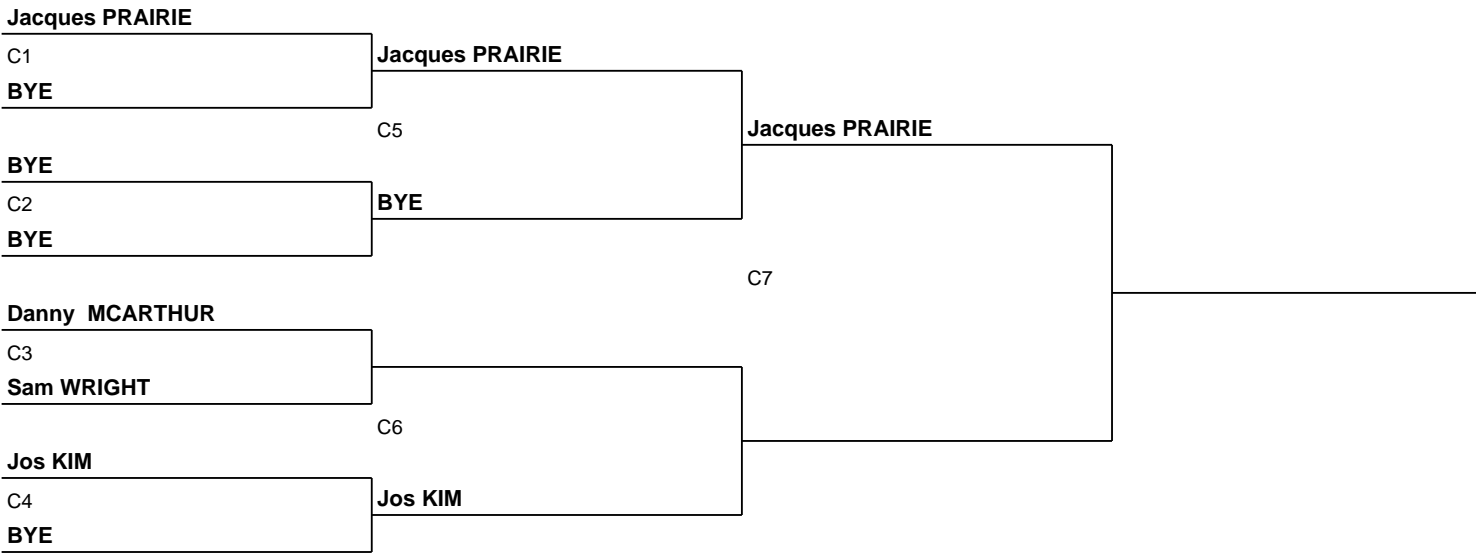 Jacques PRAIRIE
C1
BYE
Jacques PRAIRIE
C5
BYE
C2
BYE
BYE
Jacques PRAIRIE
C7
Danny  MCARTHUR
C3
Sam WRIGHT
C6
Jos KIM
C4
BYE
Jos KIM